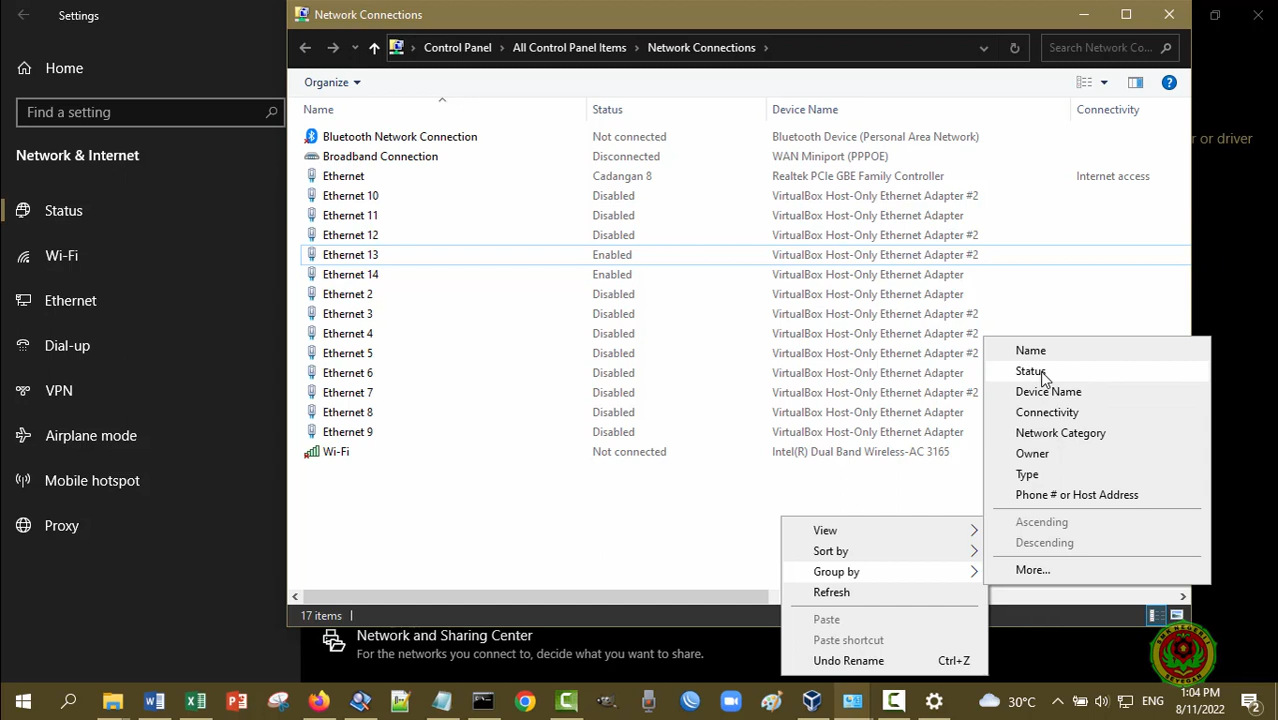 Settings
Network Connections
Home
Control Panel
All Control Panel Items
Network Connections
Search Network Co...
Find a setting
Organize
Network & Internet
Name Status Device Name Connectivity
Bluetooth Network Connection Not connected Bluetooth Device (Personal Area Network)
or driver
Broadband Connection Disconnected WAN Miniport (PPPOE)
Ethernet Cadangan 8 Realtek PCIe GBE Family Controller Internet access
Ethernet 10 Disabled VirtualBox Host-Only Ethernet Adapter #2
Ethernet 11 Disabled VirtualBox Host-Only Ethernet Adapter
Ethernet 12 Disabled VirtualBox Host-Only Ethernet Adapter #2
Ethernet 13 Enabled VirtualBox Host-Only Ethernet Adapter #2
Ethernet 14 Enabled VirtualBox Host-Only Ethernet Adapter
Ethernet 2 Disabled VirtualBox Host-Only Ethernet Adapter
Ethernet 3 Disabled VirtualBox Host-Only Ethernet Adapter #2
Ethernet 4 Disabled VirtualBox Host-Only Ethernet Adapter #2
Ethernet 5 Disabled VirtualBox Host-Only Ethernet Adapter #2
Ethernet 6 Disabled VirtualBox Host-Only Ethernet Adapter
Ethernet 7 Disabled VirtualBox Host-Only Ethernet Adapter #2
Ethernet 8 Disabled VirtualBox Host-Only Ethernet Adapter
Ethernet 9 Disabled VirtualBox Host-Only Ethernet Adapter
Wi-Fi Not connected Intel(R) Dual Band Wireless-AC 3165
Status
Wi-Fi
Ethernet
Dial-up
VPN
Airplane mode
Mobile hotspot
Proxy
Name
Status
Device Name
Connectivity
Network Category
Owner
Type
Phone # or Host Address
Ascending
Descending
More...
View
Sort by
Group by
Refresh
Paste
Paste shortcut
Undo Rename Ctrl+Z
17 items
Network and Sharing Center
For the networks you connect to, decide what you want to share.
30°C
ENG
1:04 PM
8/11/2022
2